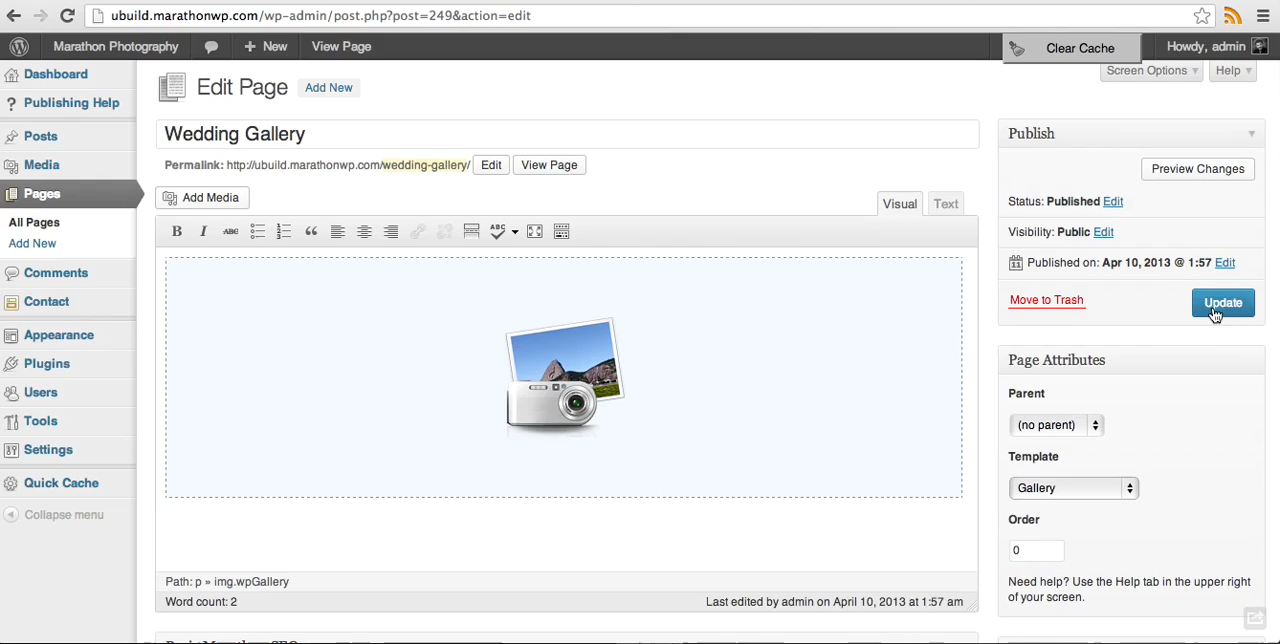 ubuild.marathonwp.com/wp-admin/post.php?post=249&action=edit
Marathon Photography
+ New
View Page
Clear Cache
Howdy, admin
Screen Options
Help
Dashboard
Publishing Help
Posts
Media
Pages
All Pages
Add New
Comments
Contact
Appearance
Plugins
Users
Tools
Settings
Quick Cache
Collapse menu
Edit Page
Add New
Wedding Gallery
Permalink: http://ubuild.marathonwp.com/wedding-gallery/ Edit View Page
Add Media
Visual
Text
B I ABC
ABC
Path: p » img.wpGallery
Word count: 2
Last edited by admin on April 10, 2013 at 1:57 am
Publish
Preview Changes
Status: Published Edit
Visibility: Public Edit
11 Published on: Apr 10, 2013 @ 1:57 Edit
Move to Trash
Update
Page Attributes
Parent
(no parent)
Template
Gallery
Order
0
Need help? Use the Help tab in the upper right
of your screen.